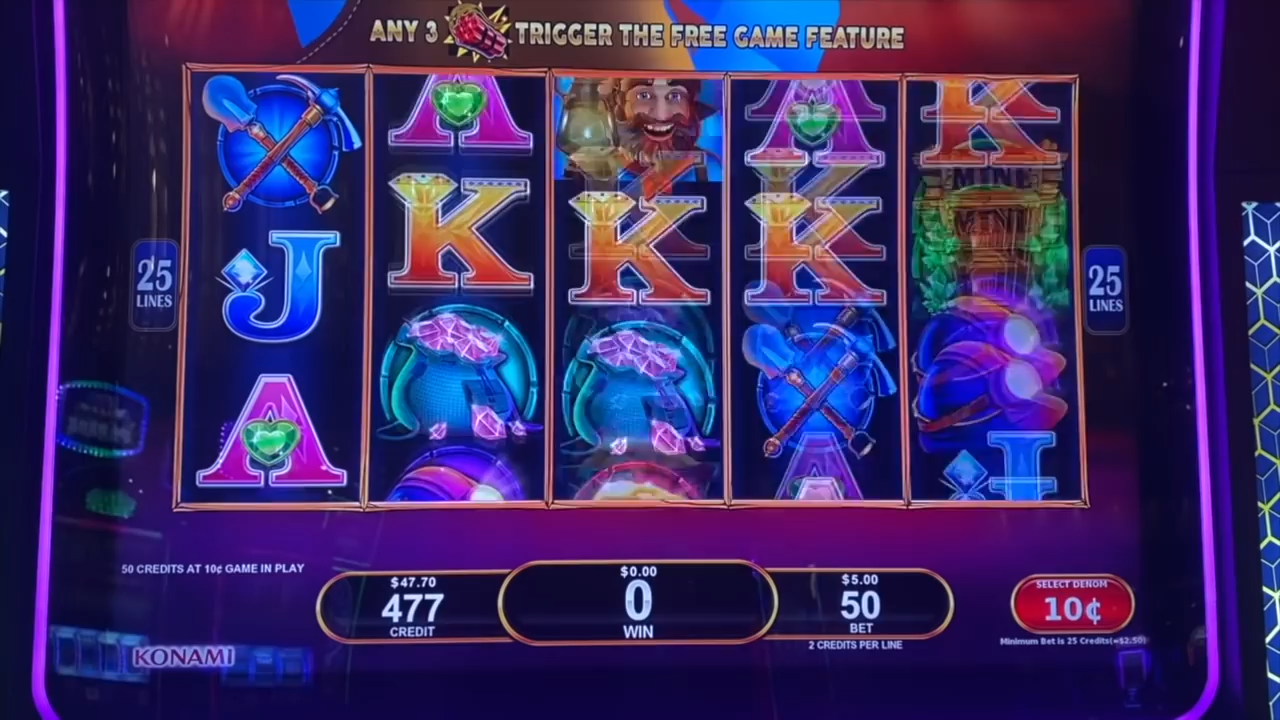 ANY 3 TRIGGER THE FREE GAME FEATURE
A A K
MINE
MINE
K K K
25 LINES
25 LINES
J
A A J
50 CREDITS AT 10¢ GAME IN PLAY
$47.70
477
CREDIT
$0.00
0
WIN
$5.00
50
BET
2 CREDITS PER LINE
SELECT DENOM
10¢
Minimum Bet is 25 Credits(=$2.50)
KONAMI